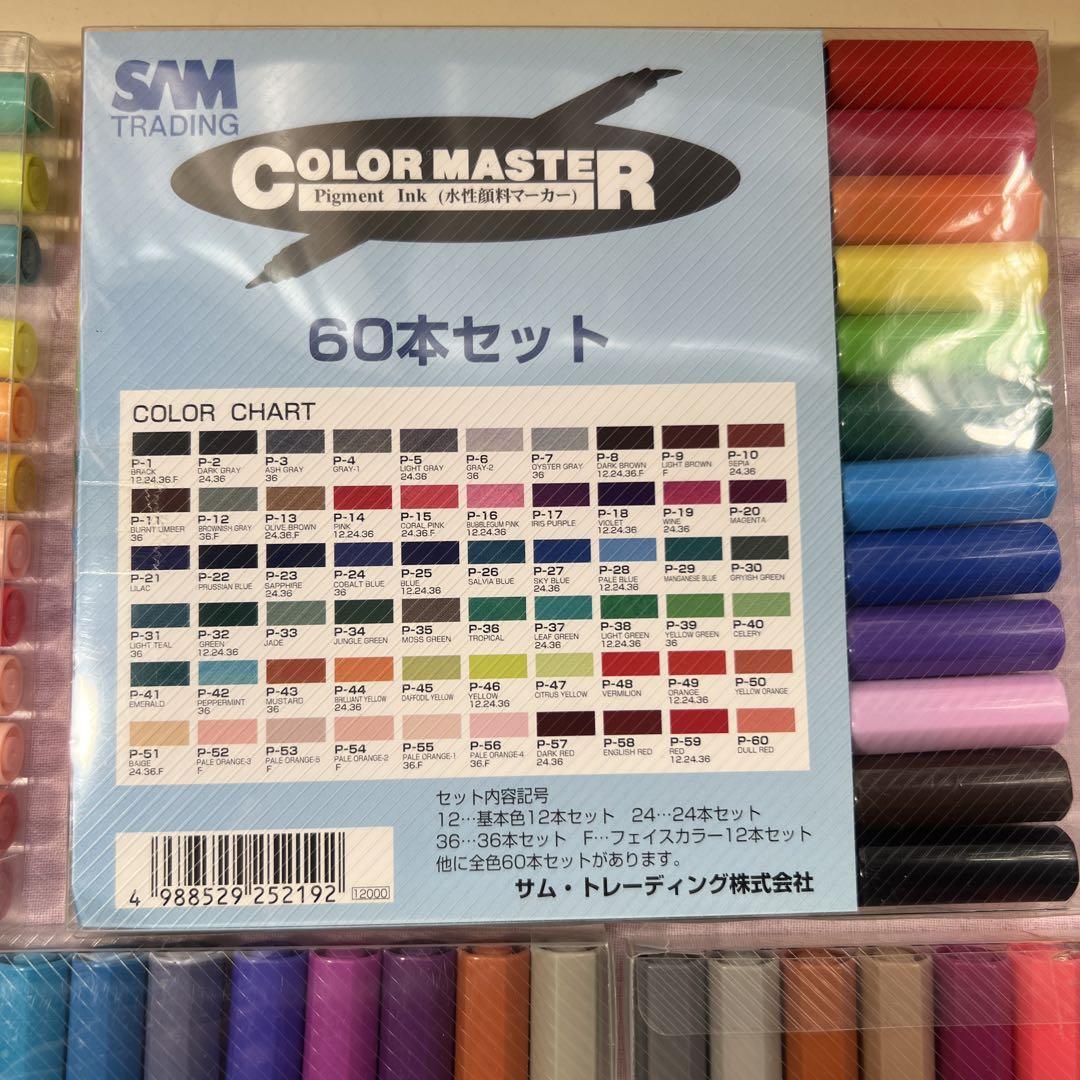 SAM
TRADING
COLOR MASTER
Pigment Ink (水性顔料マーカー)
60本セット
COLOR CHART
P-1 P-2 P-3 P-4 P-5 P-6 P-7 P-8 P-9 P-10
BRACK DARK GRAY ASH GRAY GRAY-1 LIGHT GRAY GRAY-2 OYSTER GRAY DARK BROWN LIGHT BROWN SEPIA
12.24.36.F 24.36 36 24.36 36 36 12.24.36 F 24.36
P-11 P-12 P-13 P-14 P-15 P-16 P-17 P-18 P-19 P-20
BURNT UMBER BROWNISH GRAY OLIVE BROWN PINK CORAL PINK BUBBLEGUM PINK IRIS PURPLE VIOLET WINE MAGENTA
36 36.F 24.36.F 12.24.36 24.36.F 12.24.36 12.24.36 24.36
P-21 P-22 P-23 P-24 P-25 P-26 P-27 P-28 P-29 P-30
LILAC PRUSSIAN BLUE SAPPHIRE COBALT BLUE BLUE SALVIA BLUE SKY BLUE PALE BLUE MANGANESE BLUE GRYISH GREEN
24.36 36 12.24.36 24.36 12.24.36
P-31 P-32 P-33 P-34 P-35 P-36 P-37 P-38 P-39 P-40
LIGHT TEAL GREEN JADE JUNGLE GREEN MOSS GREEN TROPICAL LEAF GREEN LIGHT GREEN YELLOW GREEN CELERY
36 12.24.36 24.36 12.24.36 36
P-41 P-42 P-43 P-44 P-45 P-46 P-47 P-48 P-49 P-50
EMERALD PEPPERMINT MUSTARD BRILLIANT YELLOW DAFFODIL YELLOW YELLOW CITRUS YELLOW VERMILION ORANGE YELLOW ORANGE
36 36 24.36 12.24.36 12.24.36
P-51 P-52 P-53 P-54 P-55 P-56 P-57 P-58 P-59 P-60
BAIGE PALE ORANGE-3 PALE ORANGE-5 PALE ORANGE-2 PALE ORANGE-1 PALE ORANGE-4 DARK RED ENGLISH RED RED DULL RED
24.36.F F F F 36.F 36.F 24.36 12.24.36
セット内容記号
12…基本色12本セット 24…24本セット
36…36本セット F…フェイスカラー12本セット
他に全色60本セットがあります。
サム・トレーディング株式会社
4 988529 252192
12000